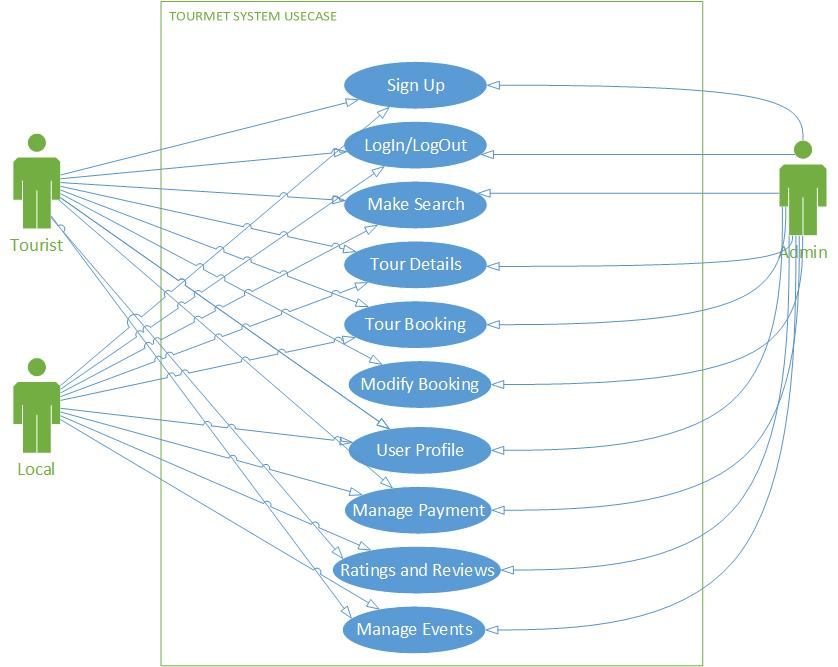 TOURMET SYSTEM USECASE
Sign Up
LogIn/LogOut
Make Search
Tourist
Admin
Tour Details
Tour Booking
Modify Booking
User Profile
Local
Manage Payment
Ratings and Reviews
Manage Events